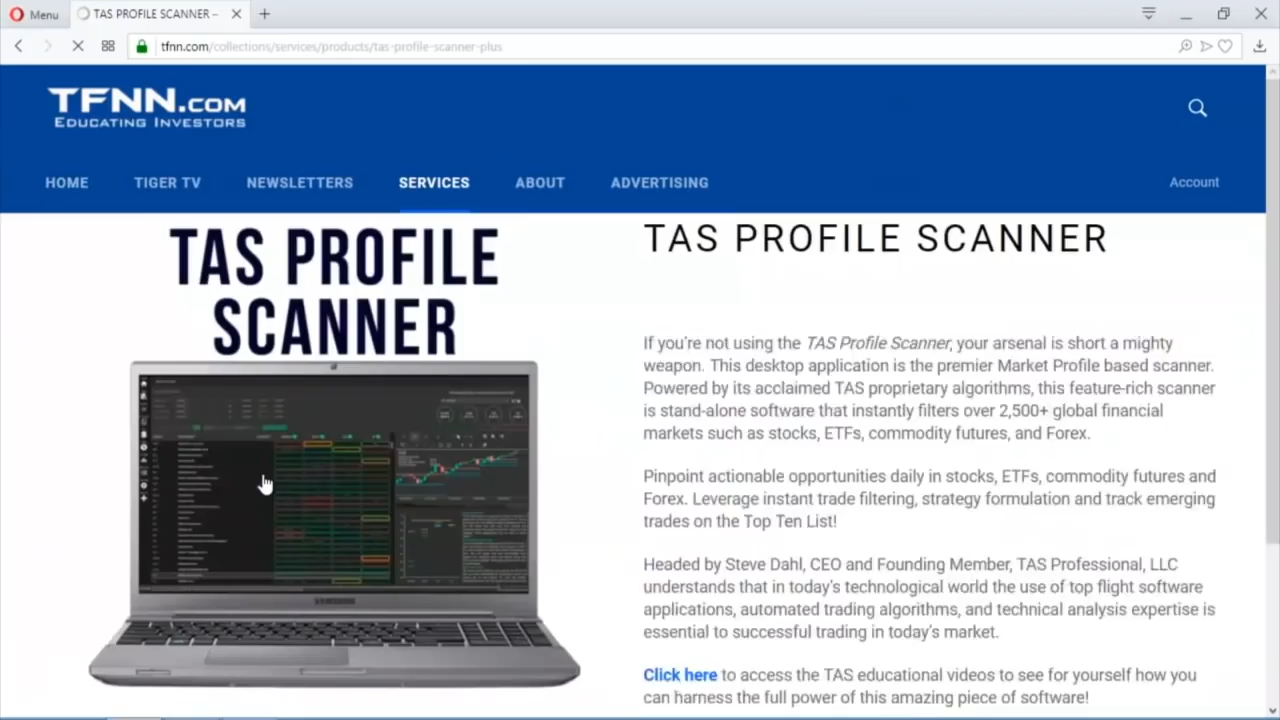 Menu
TAS PROFILE SCANNER –
tfnn.com/collections/services/products/tas-profile-scanner-plus
TFNN.COM
EDUCATING INVESTORS
HOME TIGER TV NEWSLETTERS SERVICES ABOUT ADVERTISING Account
TAS PROFILE
SCANNER
SAMSUNG
TAS PROFILE SCANNER
If you're not using the TAS Profile Scanner, your arsenal is short a mighty
weapon. This desktop application is the premier Market Profile based scanner.
Powered by its acclaimed TAS proprietary algorithms, this feature-rich scanner
is stand-alone software that instantly filters over 2,500+ global financial
markets such as stocks, ETFs, commodity futures, and Forex.
Pinpoint actionable opportunities daily in stocks, ETFs, commodity futures and
Forex. Leverage instant trade filtering, strategy formulation and track emerging
trades on the Top Ten List!
Headed by Steve Dahl, CEO and Founding Member, TAS Professional, LLC
understands that in today's technological world the use of top flight software
applications, automated trading algorithms, and technical analysis expertise is
essential to successful trading in today's market.
Click here to access the TAS educational videos to see for yourself how you
can harness the full power of this amazing piece of software!